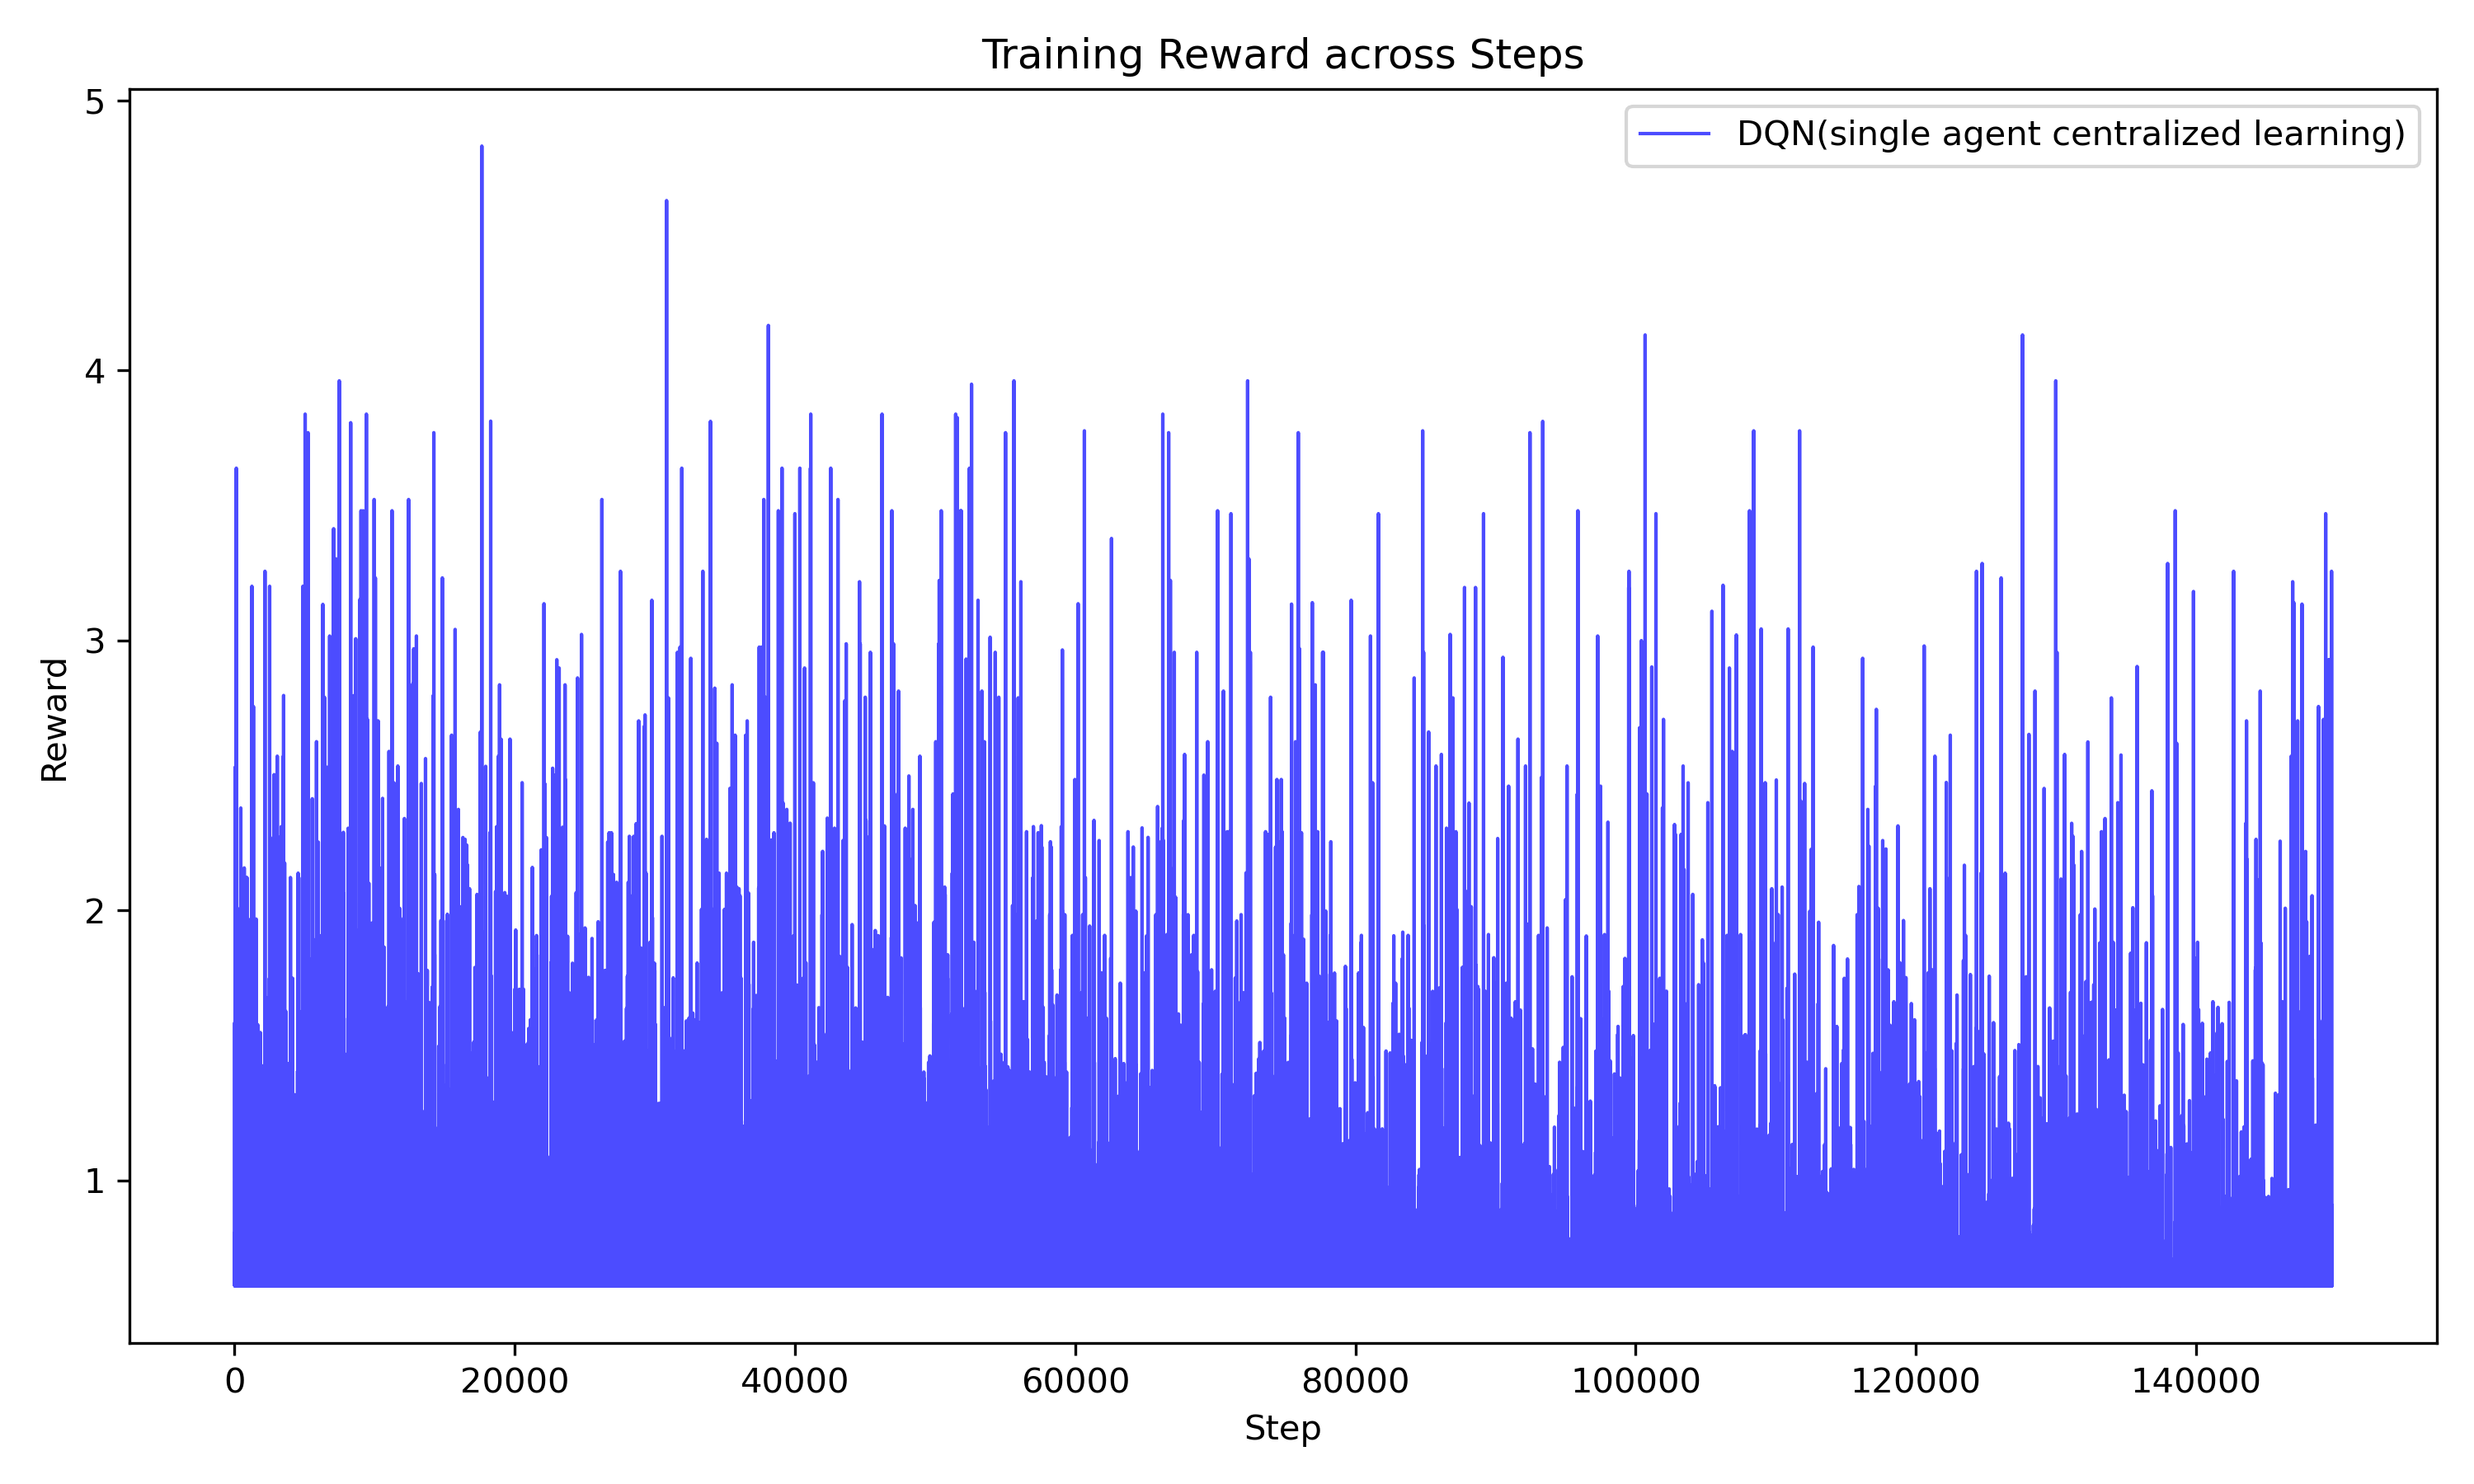 Training Reward across Steps
DQN(single agent centralized learning)
5
4
3
2
1
Reward
0 20000 40000 60000 80000 100000 120000 140000
Step